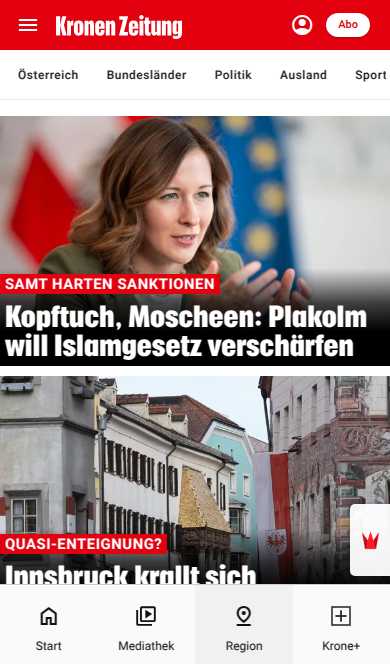 Kronen Zeitung
Abo
Österreich Bundesländer Politik Ausland Sport
SAMT HARTEN SANKTIONEN
Kopftuch, Moscheen: Plakolm
will Islamgesetz verschärfen
QUASI-ENTEIGNUNG?
Innsbruck krallt sich
Start Mediathek Region Krone+